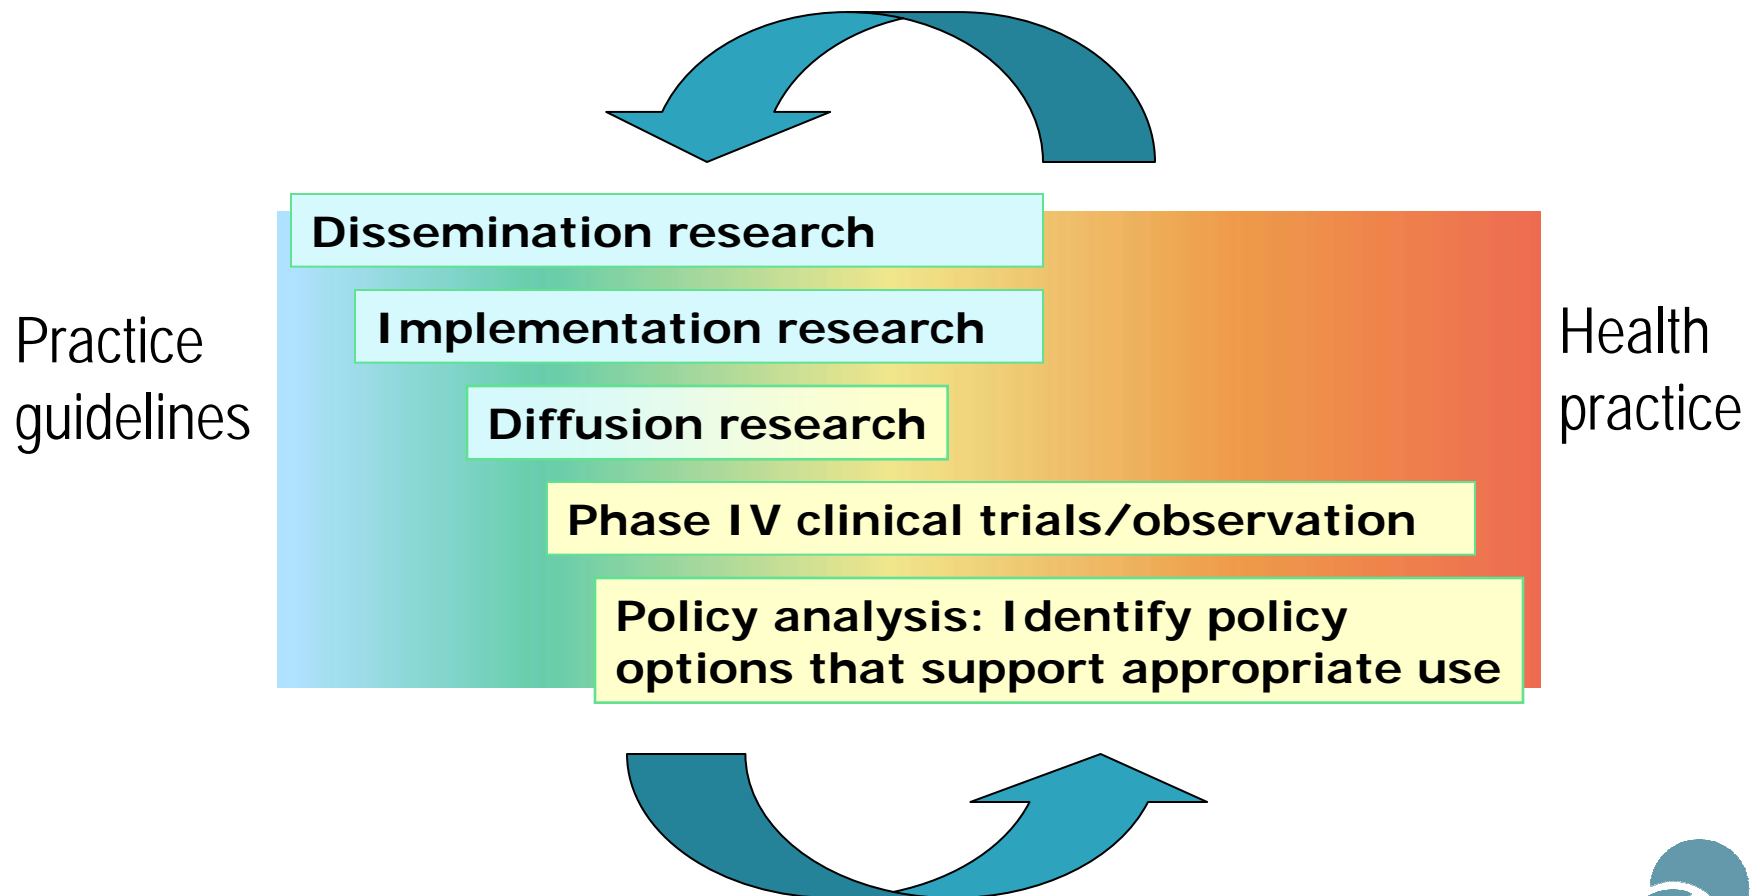 Dissemination research
Implementation research
Practice
guidelines
Health
practice
Diffusion research
Phase IV clinical trials/observation
Policy analysis: Identify policy
options that support appropriate use